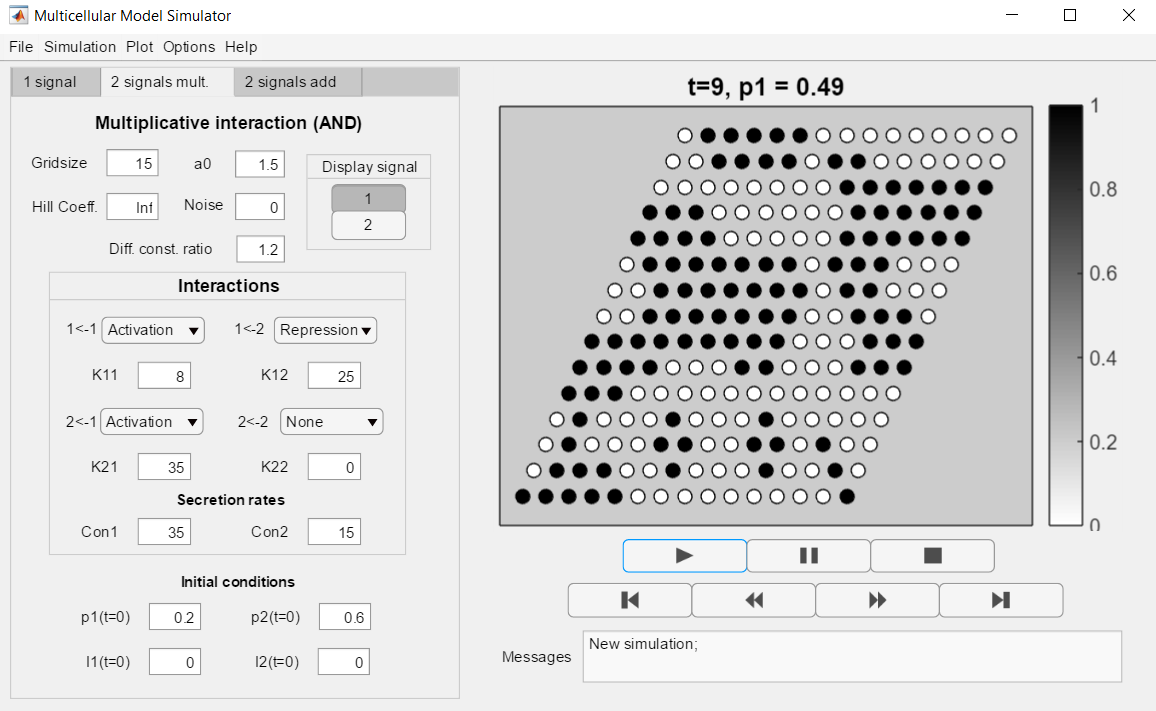 Multicellular Model Simulator
File Simulation Plot Options Help
1 signal 2 signals mult. 2 signals add
Multiplicative interaction (AND)
Gridsize 15 a0 1.5
Hill Coeff. Inf Noise 0
Diff. const. ratio 1.2
Display signal
1
2
Interactions
1<-1 Activation 1<-2 Repression
K11 8 K12 25
2<-1 Activation 2<-2 None
K21 35 K22 0
Secretion rates
Con1 35 Con2 15
Initial conditions
p1(t=0) 0.2 p2(t=0) 0.6
I1(t=0) 0 I2(t=0) 0
t=9, p1 = 0.49
1
0.8
0.6
0.4
0.2
0
Messages New simulation;